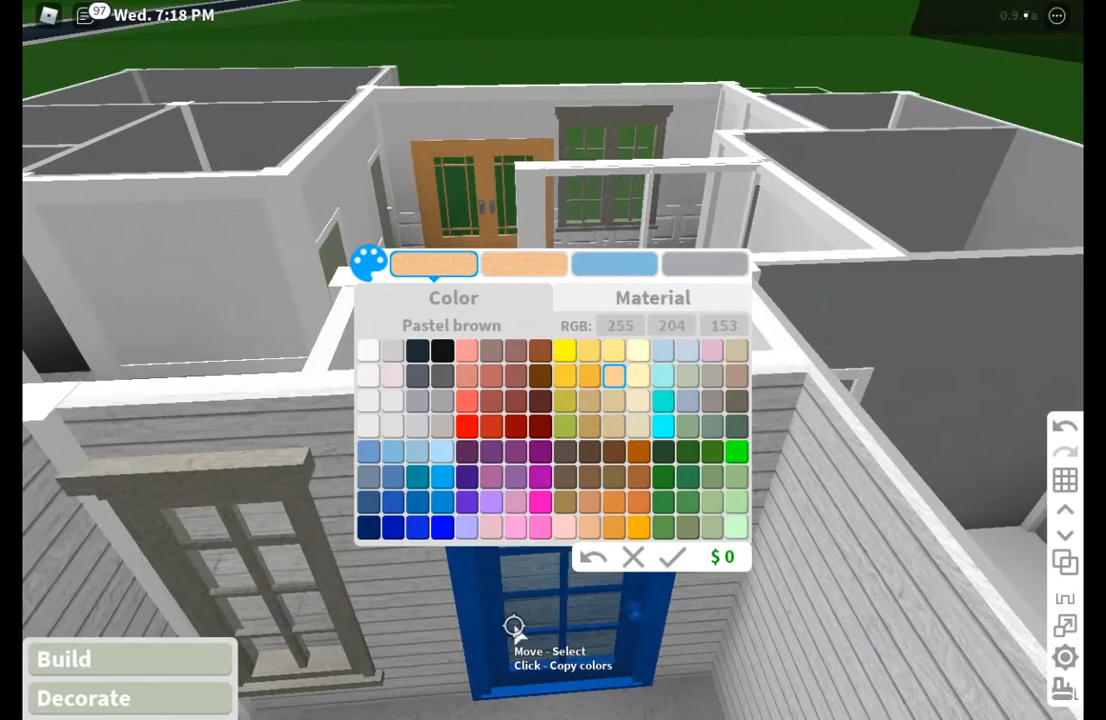 97
Wed. 7:18 PM
Color
Material
Pastel brown
RGB: 255 204 153
$ 0
Move - Select
Click - Copy colors
Build
Decorate